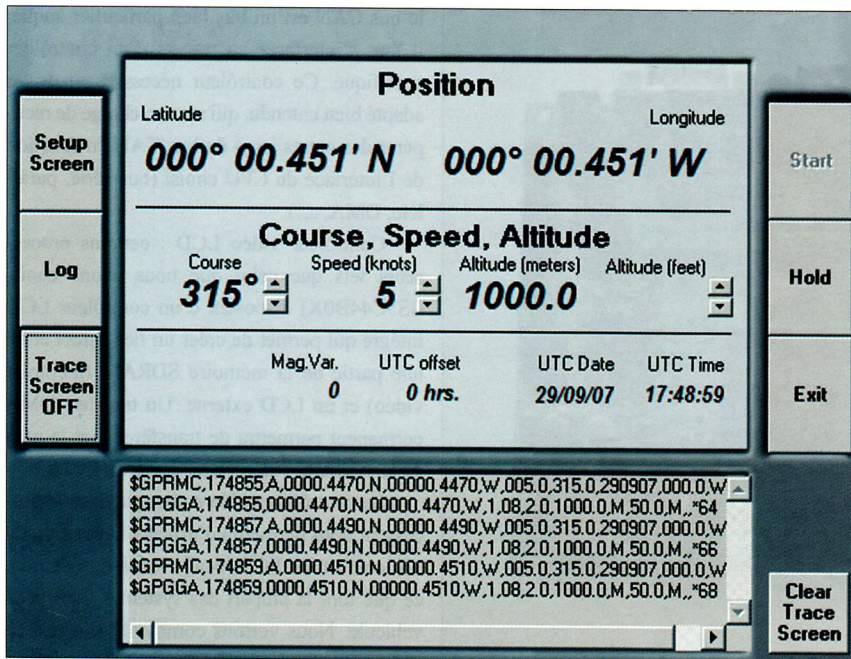 Position
Latitude
Longitude
000° 00.451' N
000° 00.451' W
Course, Speed, Altitude
Course
Speed (knots)
Altitude (meters)
Altitude (feet)
315°
5
1000.0
Mag.Var.
UTC offset
UTC Date
UTC Time
0
0 hrs.
29/09/07
17:48:59
Setup
Screen
Log
Trace
Screen
OFF
Start
Hold
Exit
$GPRMC,174855,A,0000.4470,N,00000.4470,W,005.0,315.0,290907,000.0,W
$GPGGA,174855,0000.4470,N,00000.4470,W,1,08,2.0,1000.0,M,50.0,M,,*64
$GPRMC,174857,A,0000.4490,N,00000.4490,W,005.0,315.0,290907,000.0,W
$GPGGA,174857,0000.4490,N,00000.4490,W,1,08,2.0,1000.0,M,50.0,M,,*66
$GPRMC,174859,A,0000.4510,N,00000.4510,W,005.0,315.0,290907,000.0,W
$GPGGA,174859,0000.4510,N,00000.4510,W,1,08,2.0,1000.0,M,50.0,M,,*68
Clear
Trace
Screen